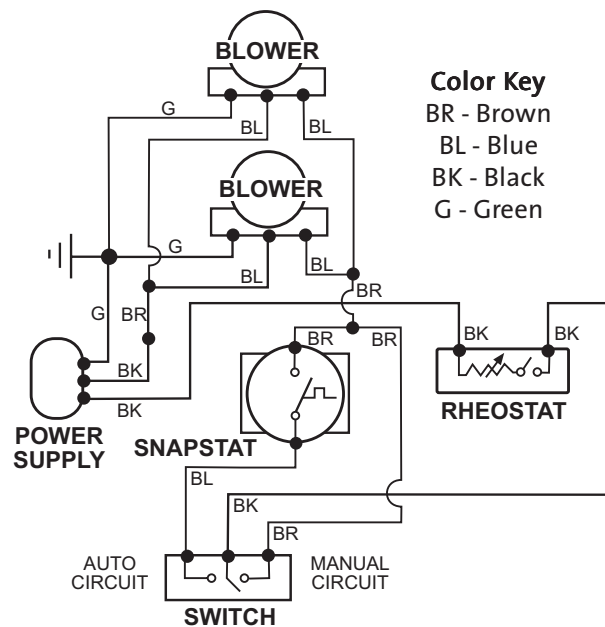 BLOWER
Color Key
BR - Brown
BL - Blue
BK - Black
G - Green
G
BL
BL
BLOWER
G
BL
BL
BR
G
BR
BK
BK
BK
BK
BR
BR
RHEOSTAT
POWER
SUPPLY
SNAPSTAT
BL
BK
BR
AUTO
CIRCUIT
MANUAL
CIRCUIT
SWITCH